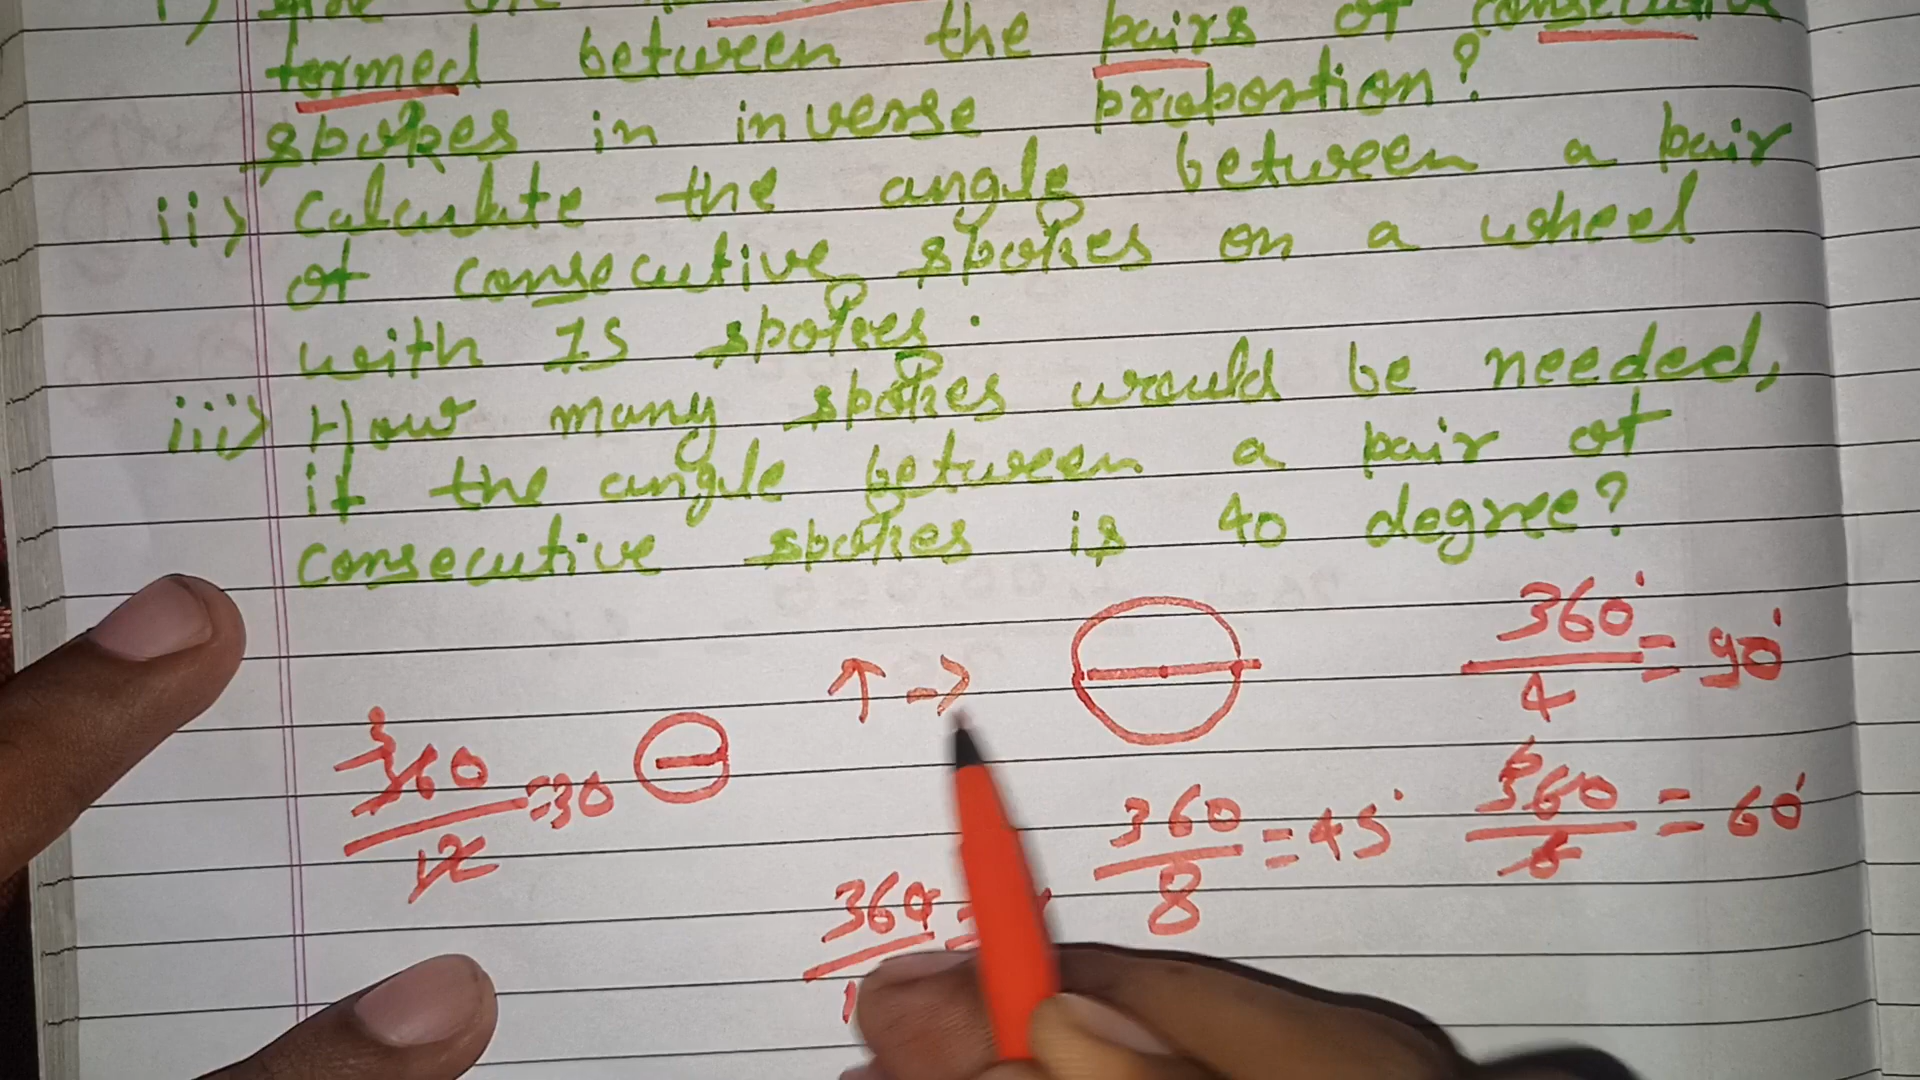 formed between the pairs of consecutive
spokes in inverse proportion?
ii) Calculate the angle between a pair
of consecutive spokes on a wheel
with 15 spokes.
iii) How many spokes would be needed,
if the angle between a pair of
consecutive spokes is 40 degree?
360° / 4 = 90°
↑ ->
360 / 12 = 30
360 / 8 = 45°
360 / 6 = 60°
360